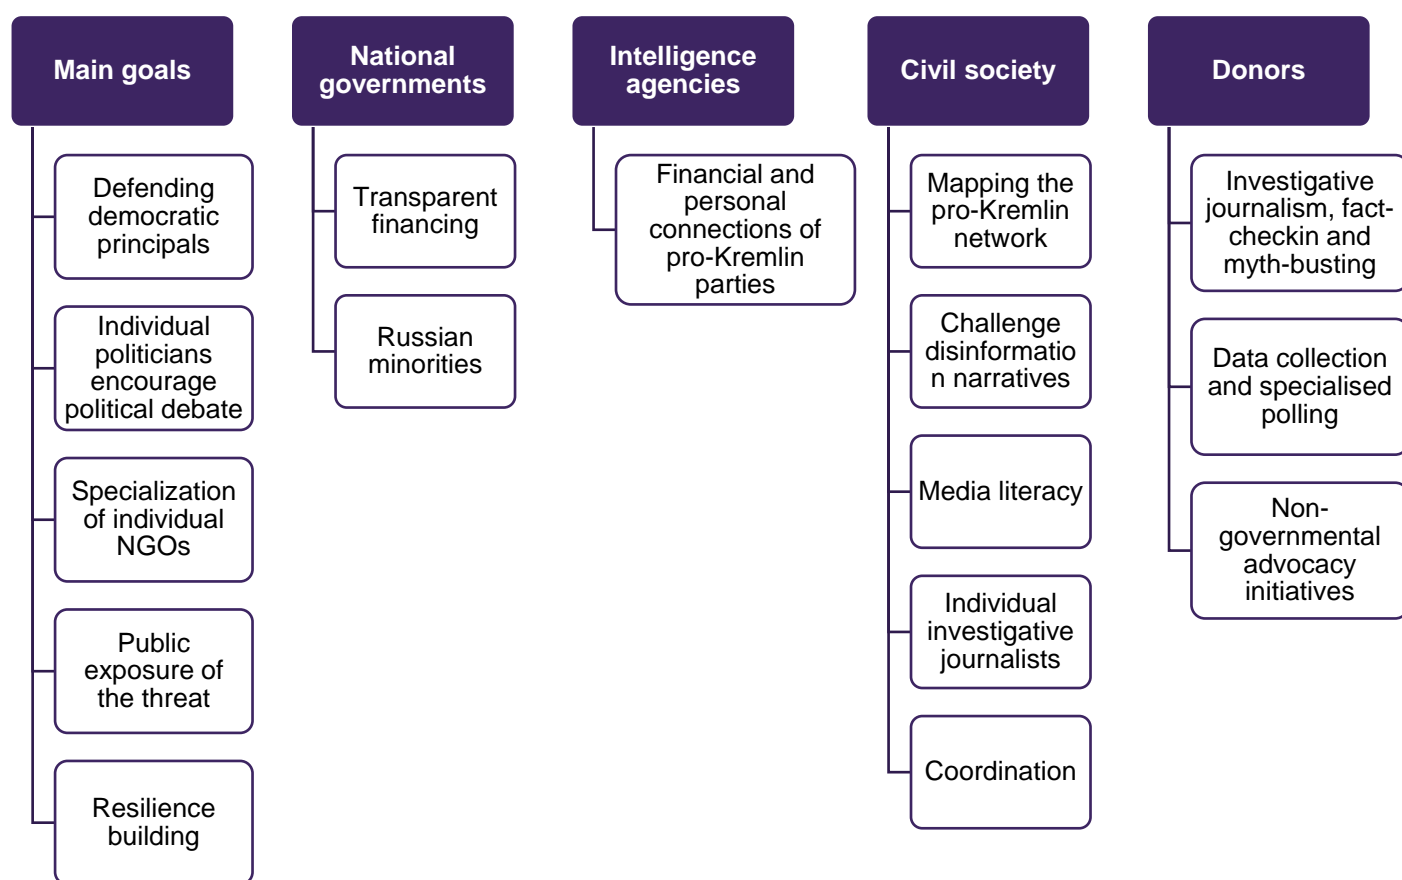 Main goals
Defending
democratic
principals
Individual
politicians
encourage
political debate
Specialization
of individual
NGOs
Public
exposure of
the threat
Resilience
building
National
governments
Transparent
financing
Russian
minorities
Intelligence
agencies
Financial and
personal
connections of
pro-Kremlin
parties
Civil society
Mapping the
pro-Kremlin
network
Challenge
disinformatio
n narratives
Media literacy
Individual
investigative
journalists
Coordination
Donors
Investigative
journalism, fact-
checkin and
myth-busting
Data collection
and specialised
polling
Non-
governmental
advocacy
initiatives